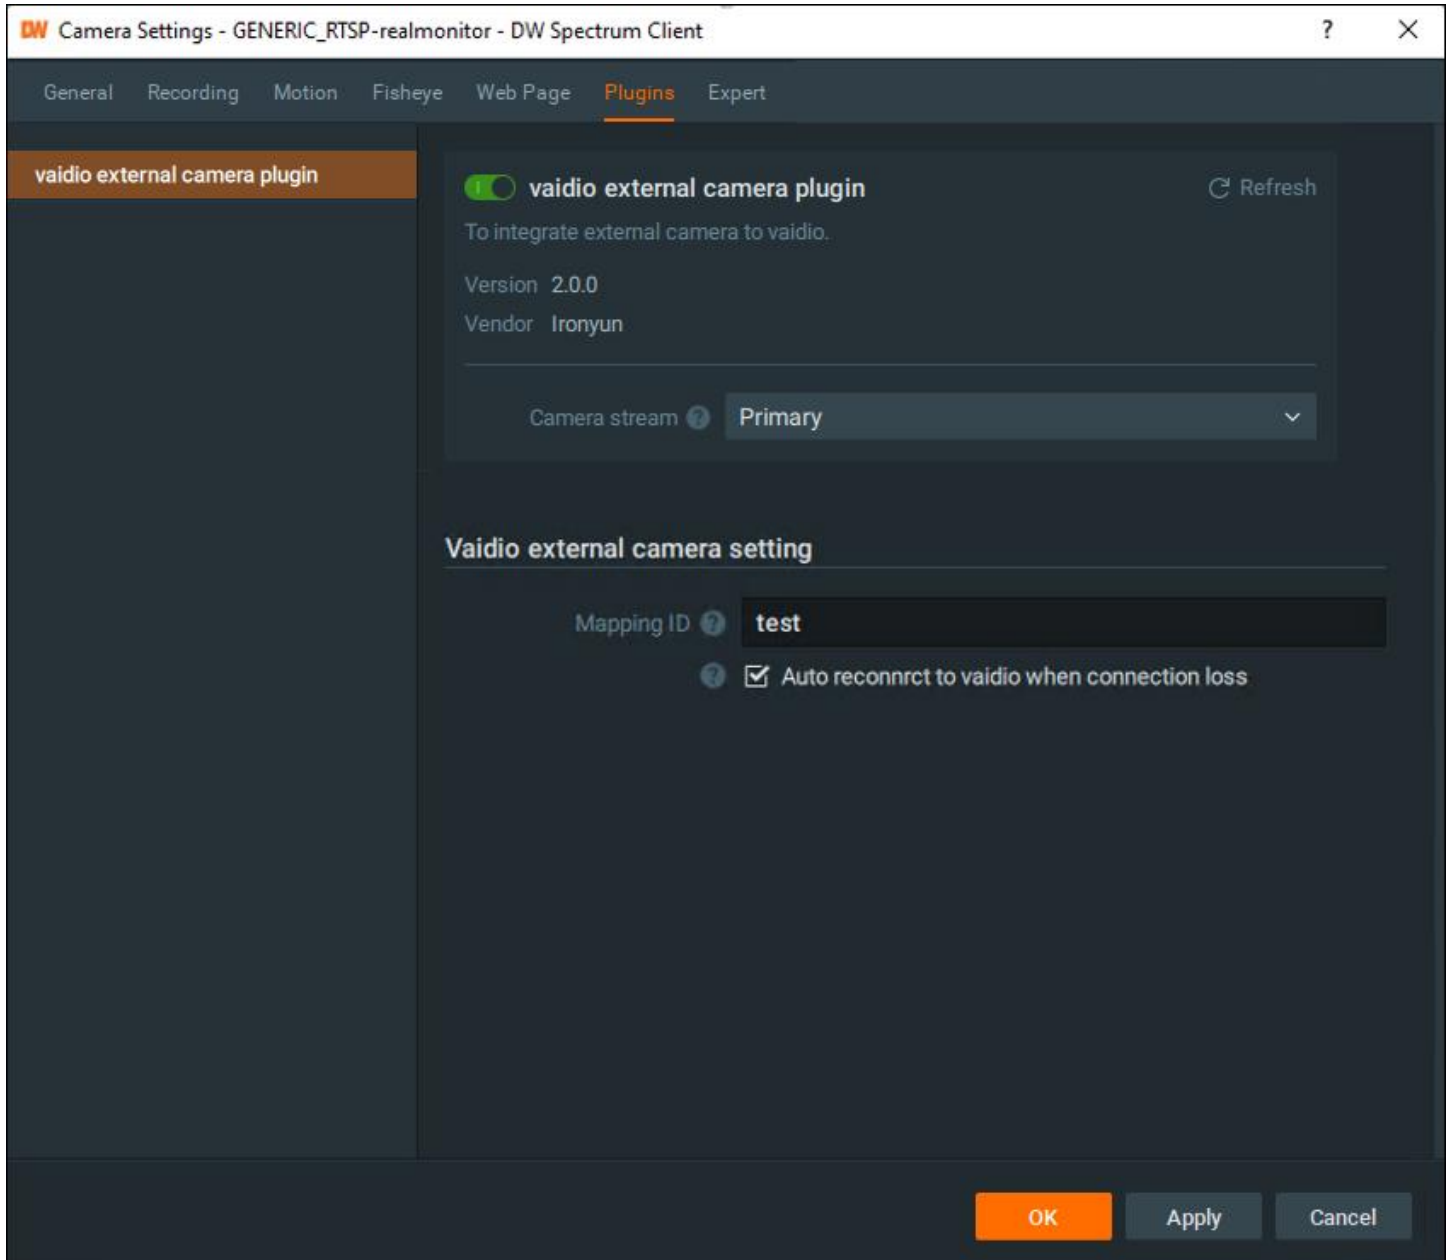 DW Camera Settings - GENERIC_RTSP-realmonitor - DW Spectrum Client ?
General Recording Motion Fisheye Web Page Plugins Expert
vaidio external camera plugin
vaidio external camera plugin Refresh
To integrate external camera to vaidio.
Version 2.0.0
Vendor Ironyun
Camera stream ? Primary
Vaidio external camera setting
Mapping ID ? test
? Auto reconnrct to vaidio when connection loss
OK Apply Cancel